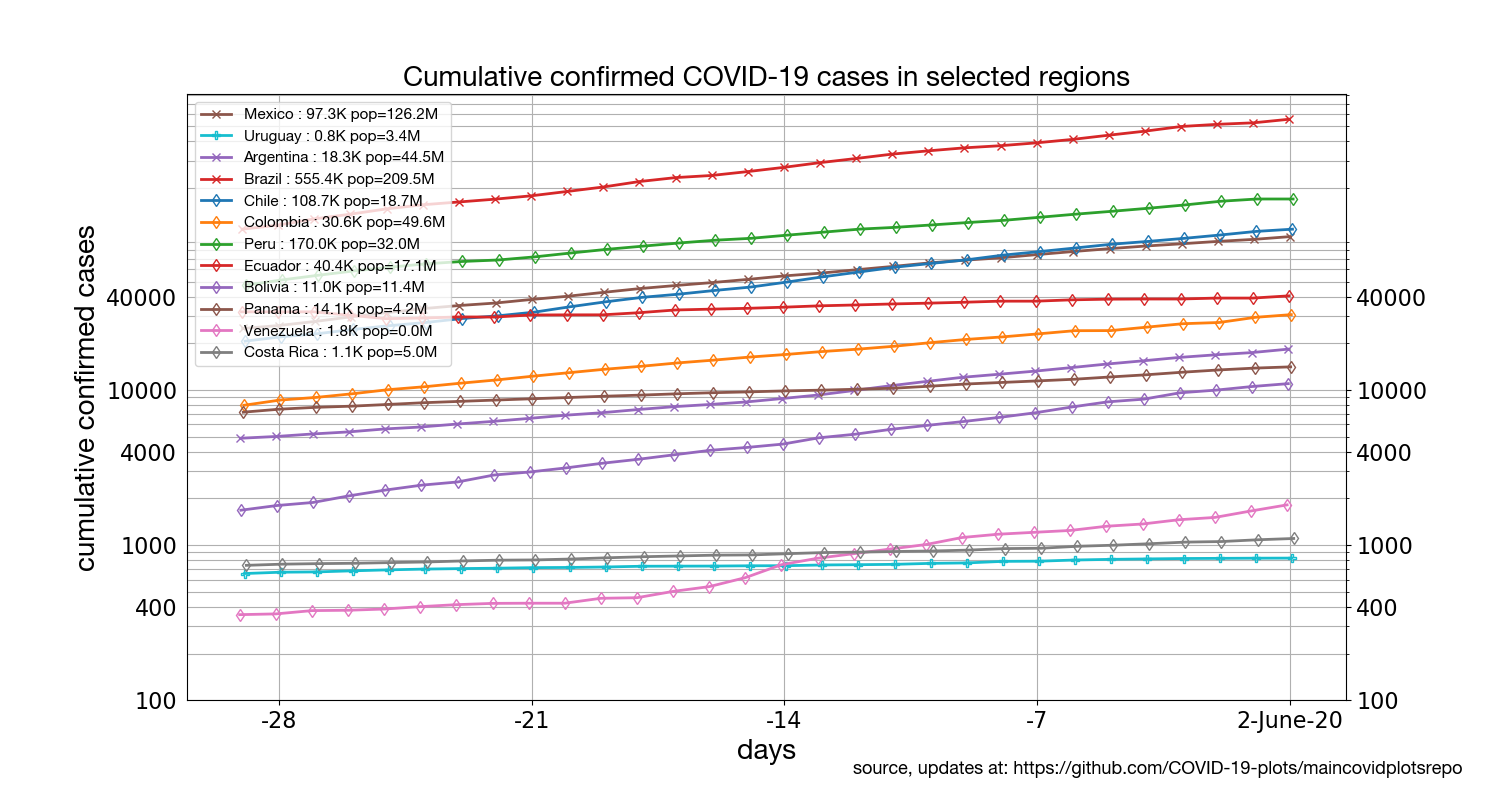 Cumulative confirmed COVID-19 cases in selected regions
Mexico : 97.3K pop=126.2M
Uruguay : 0.8K pop=3.4M
Argentina : 18.3K pop=44.5M
Brazil : 555.4K pop=209.5M
Chile : 108.7K pop=18.7M
Colombia : 30.6K pop=49.6M
Peru : 170.0K pop=32.0M
Ecuador : 40.4K pop=17.1M
Bolivia : 11.0K pop=11.4M
Panama : 14.1K pop=4.2M
Venezuela : 1.8K pop=0.0M
Costa Rica : 1.1K pop=5.0M
cumulative confirmed cases
40000
10000
4000
1000
400
100
40000
10000
4000
1000
400
100
-28 -21 -14 -7 2-June-20
days
source, updates at: https://github.com/COVID-19-plots/maincovidplotsrepo